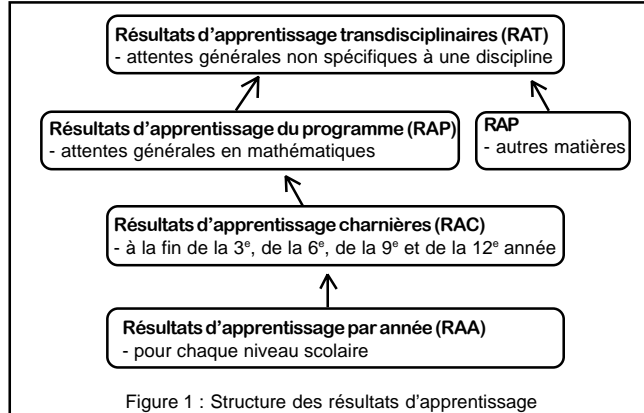 Résultats d'apprentissage transdisciplinaires (RAT)
- attentes générales non spécifiques à une discipline
Résultats d'apprentissage du programme (RAP)
- attentes générales en mathématiques
RAP
- autres matières
Résultats d'apprentissage charnières (RAC)
- à la fin de la 3e, de la 6e, de la 9e et de la 12e année
Résultats d'apprentissage par année (RAA)
- pour chaque niveau scolaire
Figure 1 : Structure des résultats d'apprentissage